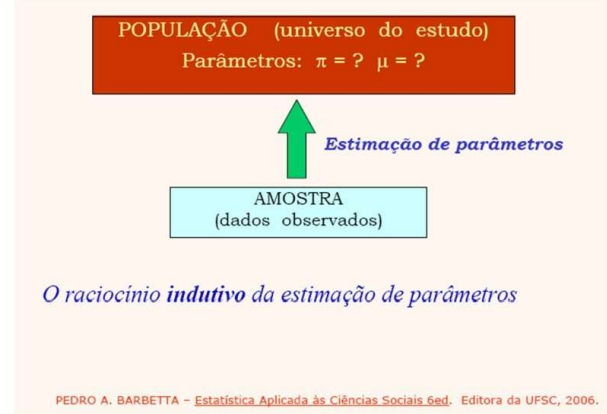 POPULAÇÃO (universo do estudo)
Parâmetros: π = ? μ = ?
Estimação de parâmetros
AMOSTRA
(dados observados)
O raciocínio indutivo da estimação de parâmetros
PEDRO A. BARBETTA – Estatística Aplicada às Ciências Sociais 6ed. Editora da UFSC, 2006.